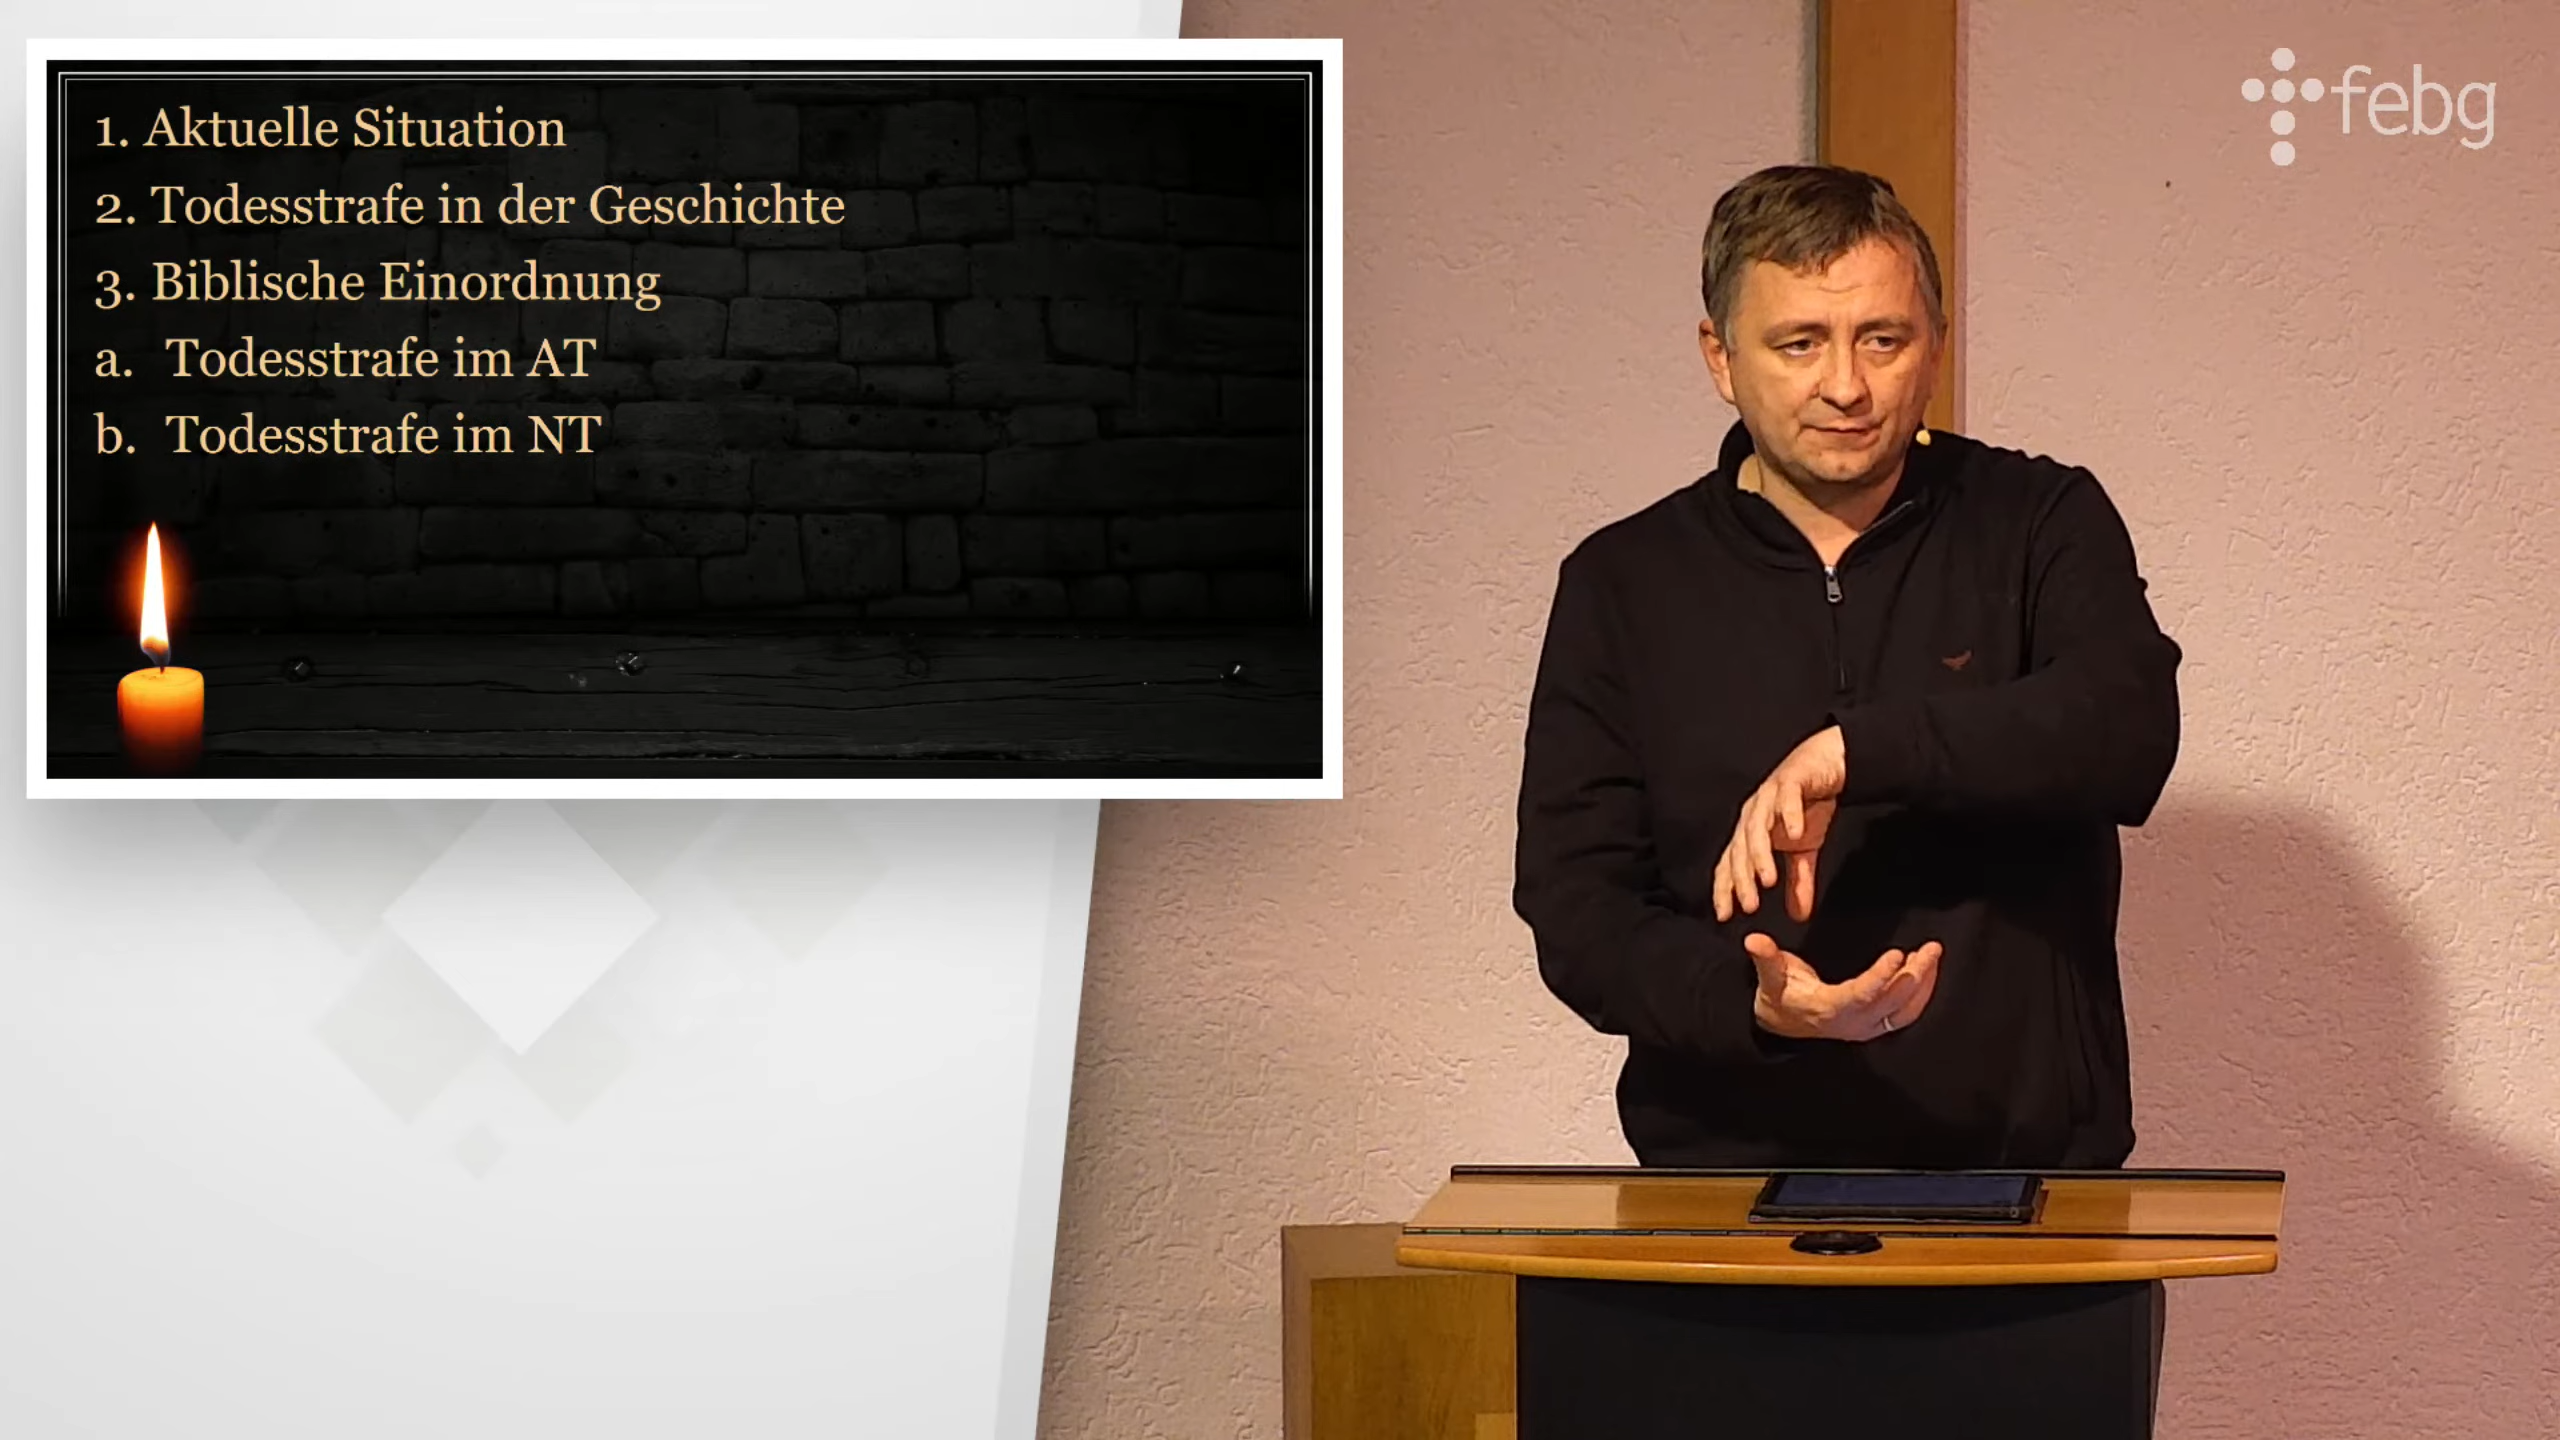 1. Aktuelle Situation
2. Todesstrafe in der Geschichte
3. Biblische Einordnung
a. Todesstrafe im AT
b. Todesstrafe im NT
febg